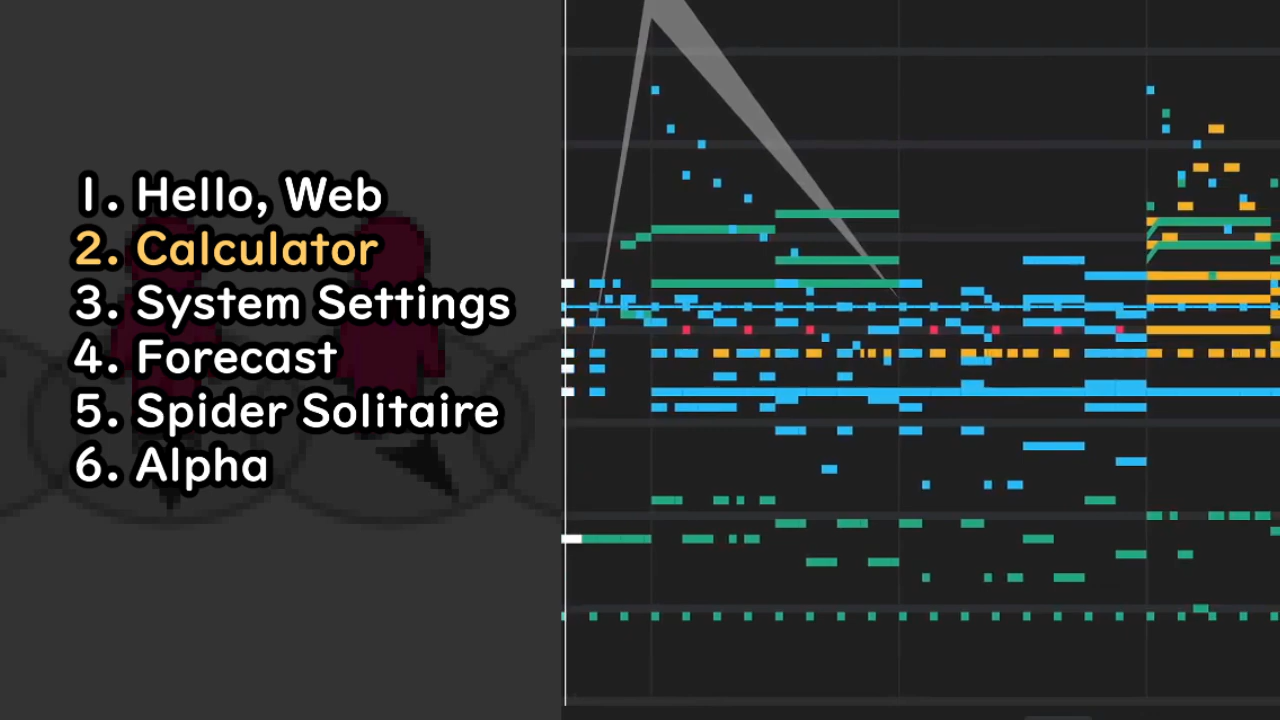 1. Hello, Web
2. Calculator
3. System Settings
4. Forecast
5. Spider Solitaire
6. Alpha